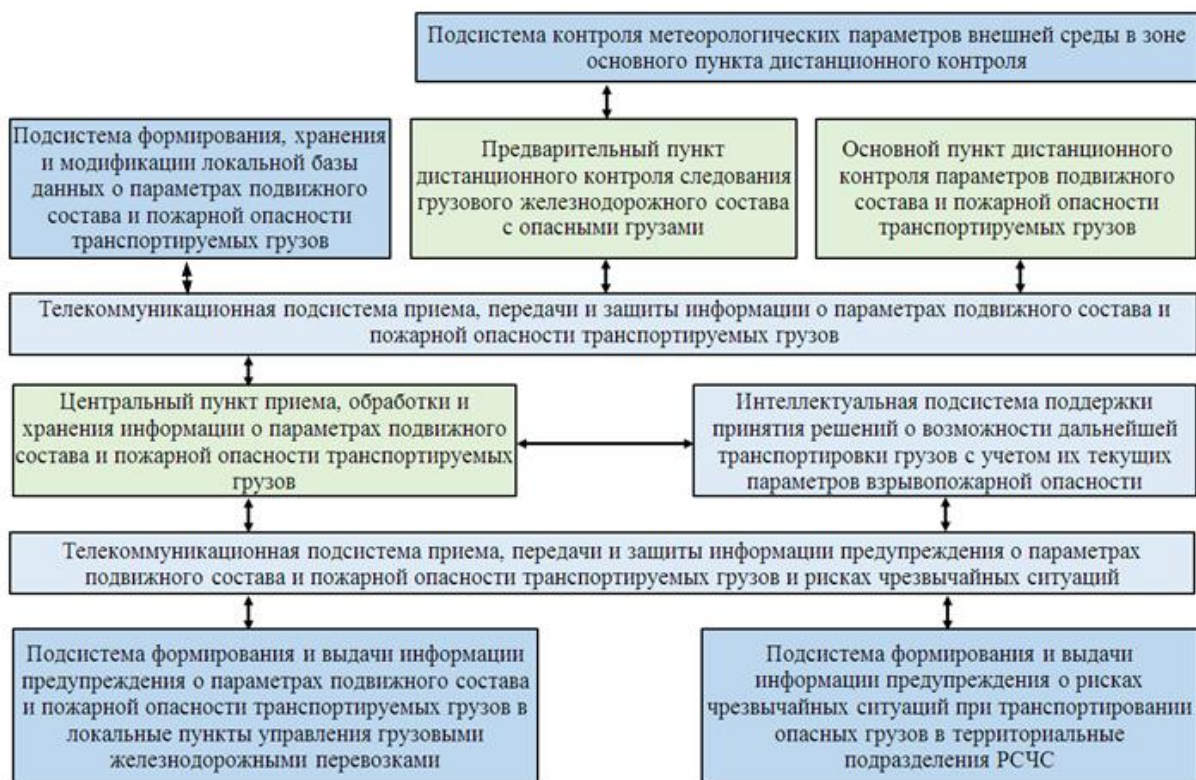 Подсистема контроля метеорологических параметров внешней среды в зоне
основного пункта дистанционного контроля
Подсистема формирования, хранения
и модификации локальной базы
данных о параметрах подвижного
состава и пожарной опасности
транспортируемых грузов
Предварительный пункт
дистанционного контроля следования
грузового железнодорожного состава
с опасными грузами
Основной пункт дистанционного
контроля параметров подвижного
состава и пожарной опасности
транспортируемых грузов
Телекоммуникационная подсистема приема, передачи и защиты информации о параметрах подвижного состава и
пожарной опасности транспортируемых грузов
Центральный пункт приема, обработки и
хранения информации о параметрах подвижного
состава и пожарной опасности транспортируемых
грузов
Интеллектуальная подсистема поддержки
принятия решений о возможности дальнейшей
транспортировки грузов с учетом их текущих
параметров взрывопожарной опасности
Телекоммуникационная подсистема приема, передачи и защиты информации предупреждения о параметрах
подвижного состава и пожарной опасности транспортируемых грузов и рисках чрезвычайных ситуаций
Подсистема формирования и выдачи информации
предупреждения о параметрах подвижного состава
и пожарной опасности транспортируемых грузов в
локальные пункты управления грузовыми
железнодорожными перевозками
Подсистема формирования и выдачи
информации предупреждения о рисках
чрезвычайных ситуаций при транспортировании
опасных грузов в территориальные
подразделения РСЧС